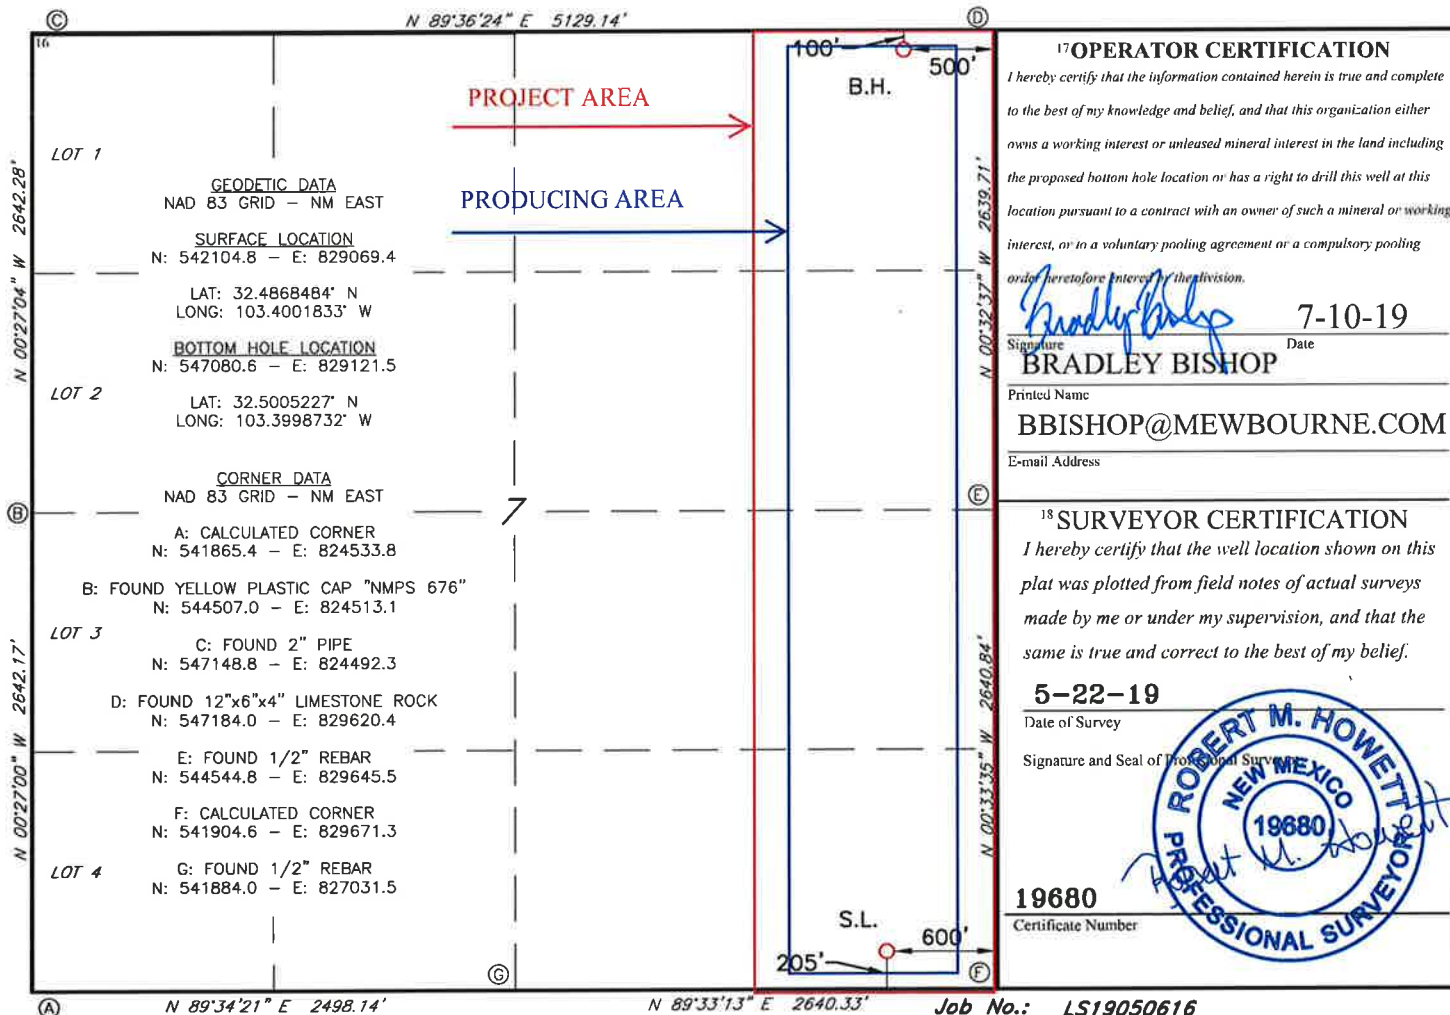 Ⓒ N 89°36'24" E 5129.14' Ⓓ
16
100'
500'
B.H.
PROJECT AREA
PRODUCING AREA
LOT 1
N 00°27'04" W 2642.28'
GEODETIC DATA
NAD 83 GRID – NM EAST
SURFACE LOCATION
N: 542104.8 – E: 829069.4
LAT: 32.4868484° N
LONG: 103.4001833° W
BOTTOM HOLE LOCATION
N: 547080.6 – E: 829121.5
LOT 2
LAT: 32.5005227° N
LONG: 103.3998732° W
N 00°32'37" W 2639.71'
CORNER DATA
NAD 83 GRID – NM EAST
Ⓑ
7
Ⓔ
A: CALCULATED CORNER
N: 541865.4 – E: 824533.8
B: FOUND YELLOW PLASTIC CAP "NMPS 676"
N: 544507.0 – E: 824513.1
LOT 3
C: FOUND 2" PIPE
N: 547148.8 – E: 824492.3
D: FOUND 12"x6"x4" LIMESTONE ROCK
N: 547184.0 – E: 829620.4
E: FOUND 1/2" REBAR
N: 544544.8 – E: 829645.5
F: CALCULATED CORNER
N: 541904.6 – E: 829671.3
LOT 4
G: FOUND 1/2" REBAR
N: 541884.0 – E: 827031.5
N 00°27'00" W 2642.17'
N 00°33'35" W 2640.84'
S.L.
600'
205'
Ⓖ
Ⓕ
Ⓐ N 89°34'21" E 2498.14' N 89°33'13" E 2640.33'
Job No.: LS19050616
17 OPERATOR CERTIFICATION
I hereby certify that the information contained herein is true and complete
to the best of my knowledge and belief, and that this organization either
owns a working interest or unleased mineral interest in the land including
the proposed bottom hole location or has a right to drill this well at this
location pursuant to a contract with an owner of such a mineral or working
interest, or to a voluntary pooling agreement or a compulsory pooling
order heretofore entered by the division.
Bradley Bishop 7-10-19
Signature Date
BRADLEY BISHOP
Printed Name
BBISHOP@MEWBOURNE.COM
E-mail Address
18 SURVEYOR CERTIFICATION
I hereby certify that the well location shown on this
plat was plotted from field notes of actual surveys
made by me or under my supervision, and that the
same is true and correct to the best of my belief.
5-22-19
Date of Survey
Signature and Seal of Professional Surveyor
ROBERT M. HOWETT
NEW MEXICO
19680
PROFESSIONAL SURVEYOR
Robert M. Howett
19680
Certificate Number